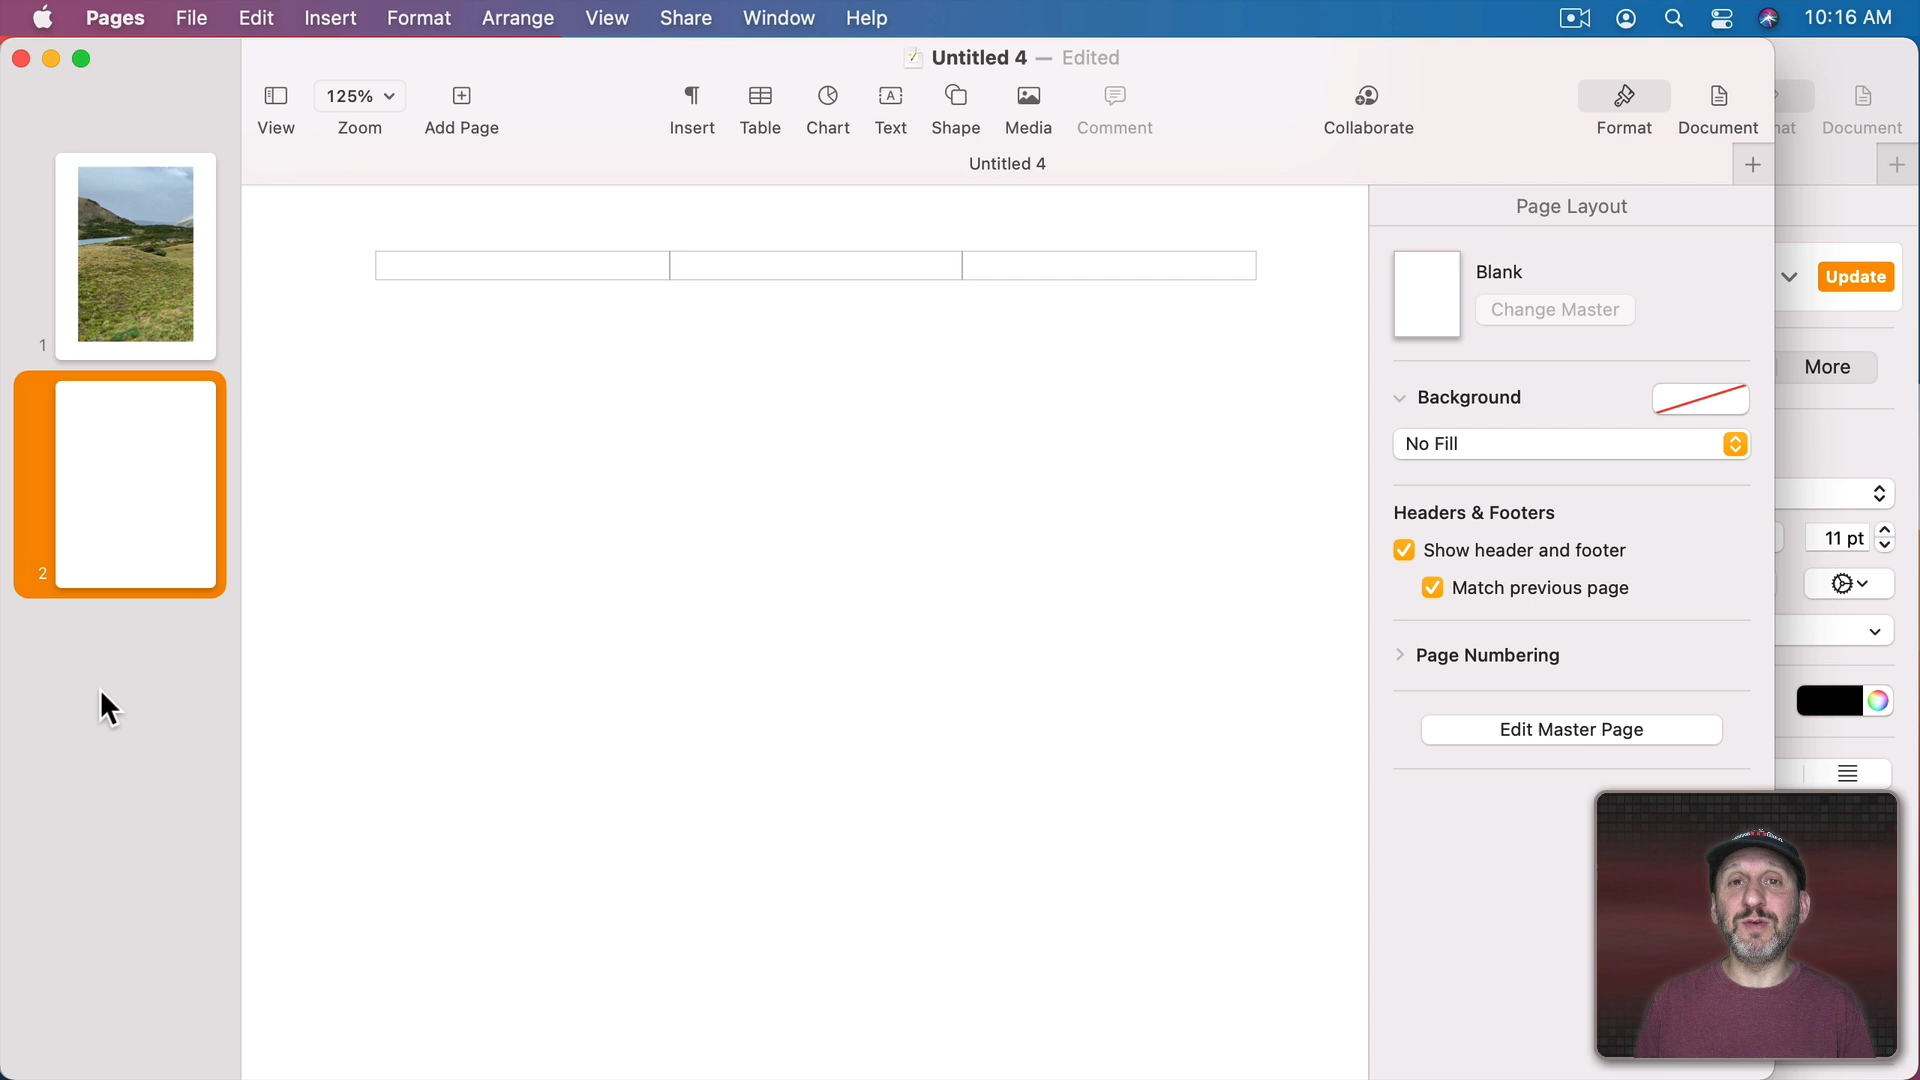 Pages File Edit Insert Format Arrange View Share Window Help 10:16 AM
Untitled 4 — Edited
125%
View Zoom Add Page Insert Table Chart Text Shape Media Comment Collaborate Format Document Document
Untitled 4
Page Layout
Blank
Change Master
Update
More
Background
No Fill
Headers & Footers
Show header and footer
11 pt
Match previous page
Page Numbering
Edit Master Page
1
2